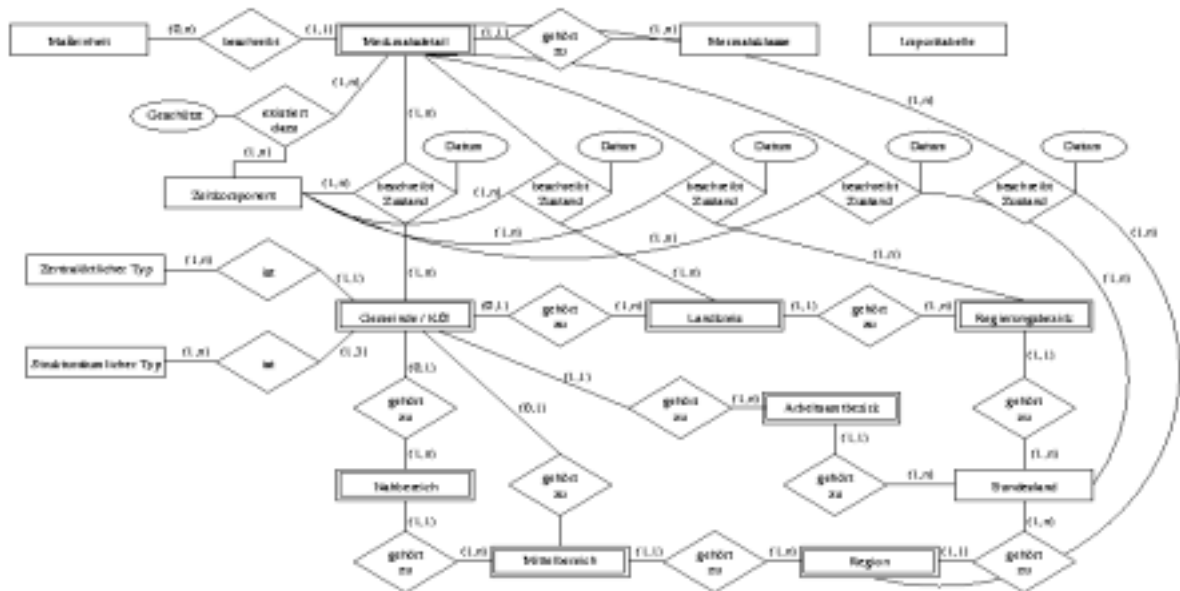 Maßeinheit
(0,n)
beschreibt
(1,1)
Merkmalsdetail
(1,1)
gehört
zu
(1,n)
Merkmalsklasse
Importtabelle
(1,n)
(1,n)
(1,n)
Geschützt
existiert
dazu
(1,n)
Datum
Datum
Datum
Datum
Datum
(1,n)
Zeitkomponent
(1,n)
beschreibt
Zustand
(1,n)
beschreibt
Zustand
beschreibt
Zustand
beschreibt
Zustand
beschreibt
Zustand
(1,n)
(1,n)
(1,n)
Zentralörtlicher Typ
(1,n)
ist
(1,1)
(1,n)
(1,n)
(1,n)
(1,n)
Gemeinde / KÖI
(0,1)
gehört
zu
(1,n)
Landkreis
(1,1)
gehört
zu
(1,n)
Regierungsbezirk
Strukturräumlicher Typ
(1,n)
ist
(0,1)
(1,1)
(1,1)
gehört
zu
(0,1)
gehört
zu
(1,n)
Arbeitsamtbezirk
gehört
zu
(1,1)
(1,n)
(1,n)
Nahbereich
gehört
zu
gehört
zu
(1,n)
Bundesland
(1,1)
(1,n)
gehört
zu
(1,n)
Mittelbereich
(1,1)
gehört
zu
(1,n)
Region
(1,1)
gehört
zu